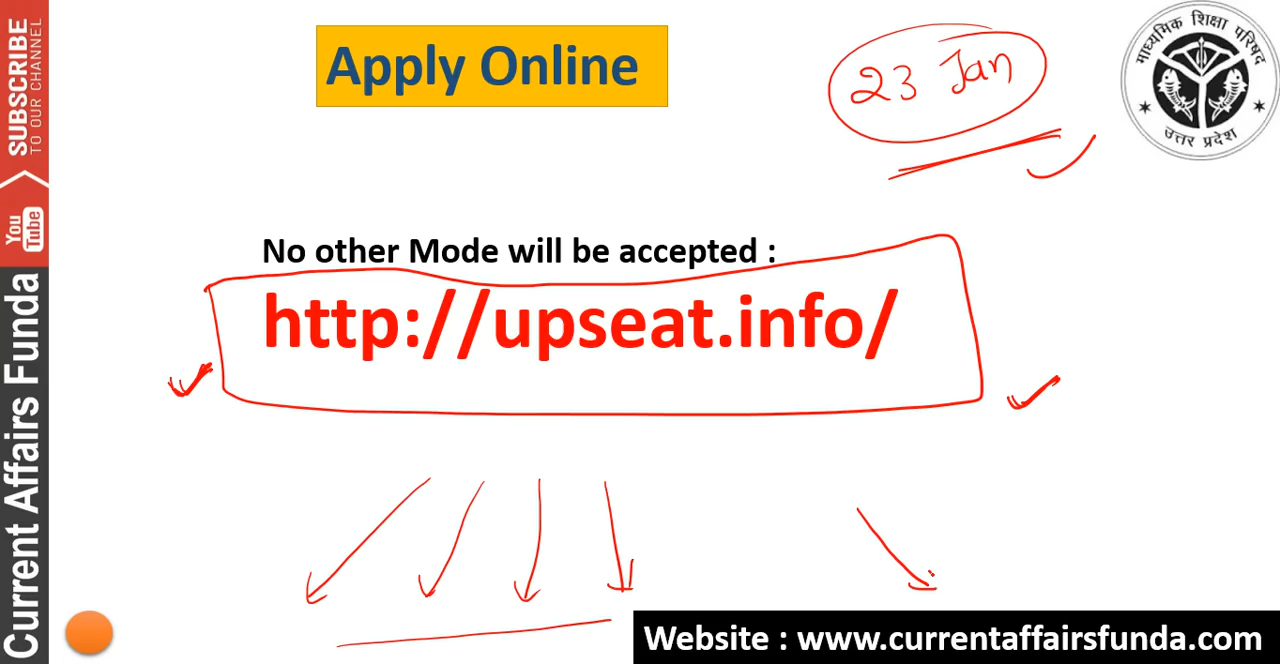 Apply Online
23 Jan
माध्यमिक शिक्षा परिषद
उत्तर प्रदेश
No other Mode will be accepted :
http://upseat.info/
SUBSCRIBE
TO OUR CHANNEL
You
Tube
Current Affairs Funda
Website : www.currentaffairsfunda.com